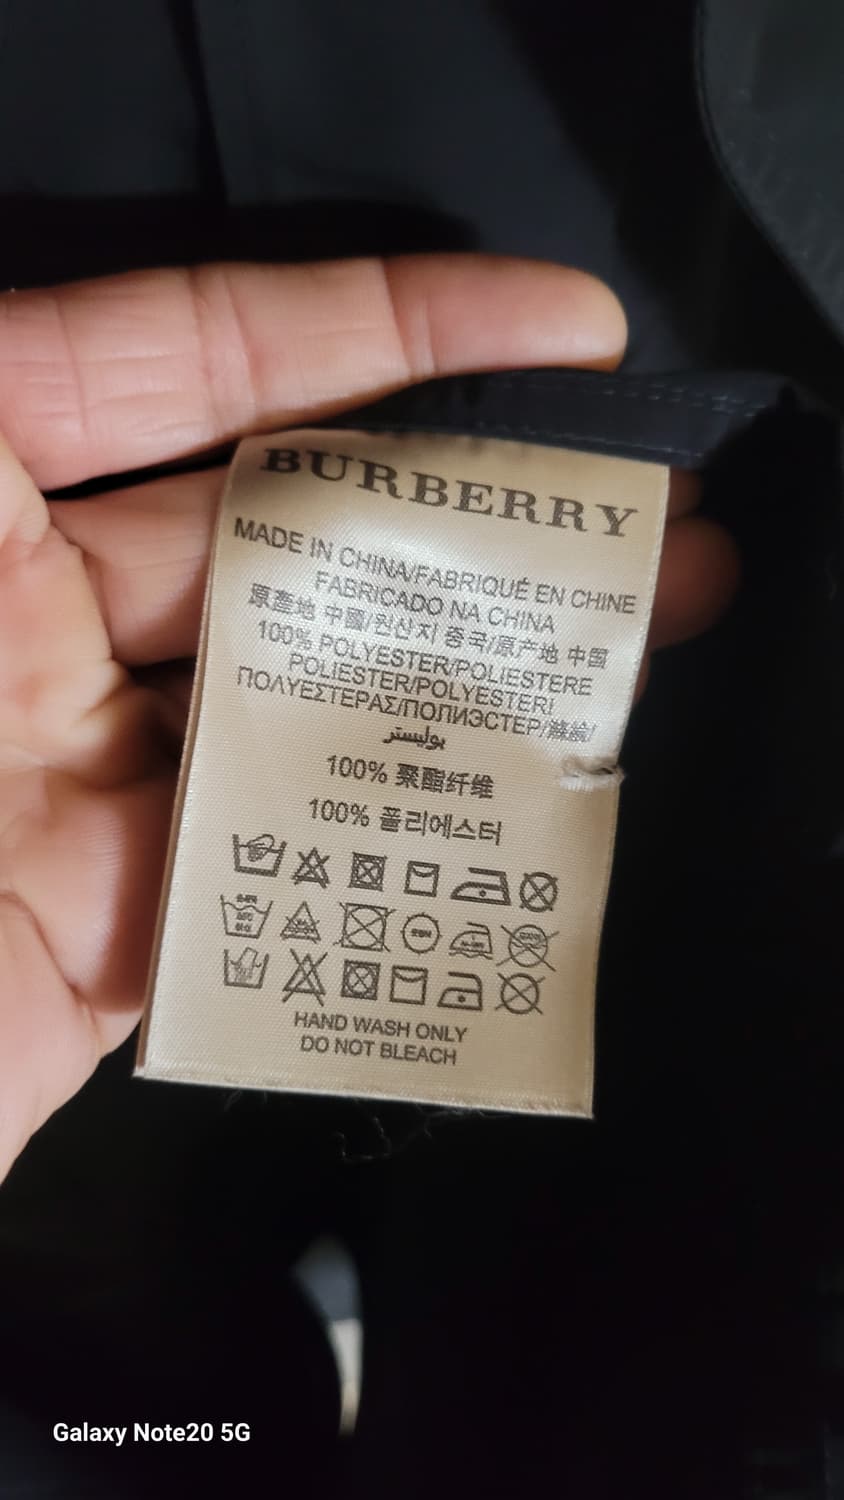 BURBERRY
MADE IN CHINA/FABRIQUÉ EN CHINE
FABRICADO NA CHINA
原產地 中國/원산지 중국/原产地 中国
100% POLYESTER/POLIESTERE
POLIESTER/POLYESTERI
ΠΟΛΥΕΣΤΕΡΑΣ/ПОЛИЭСТЕР/滌綸/
بوليستر
100% 聚酯纤维
100% 폴리에스터
HAND WASH ONLY
DO NOT BLEACH
Galaxy Note20 5G